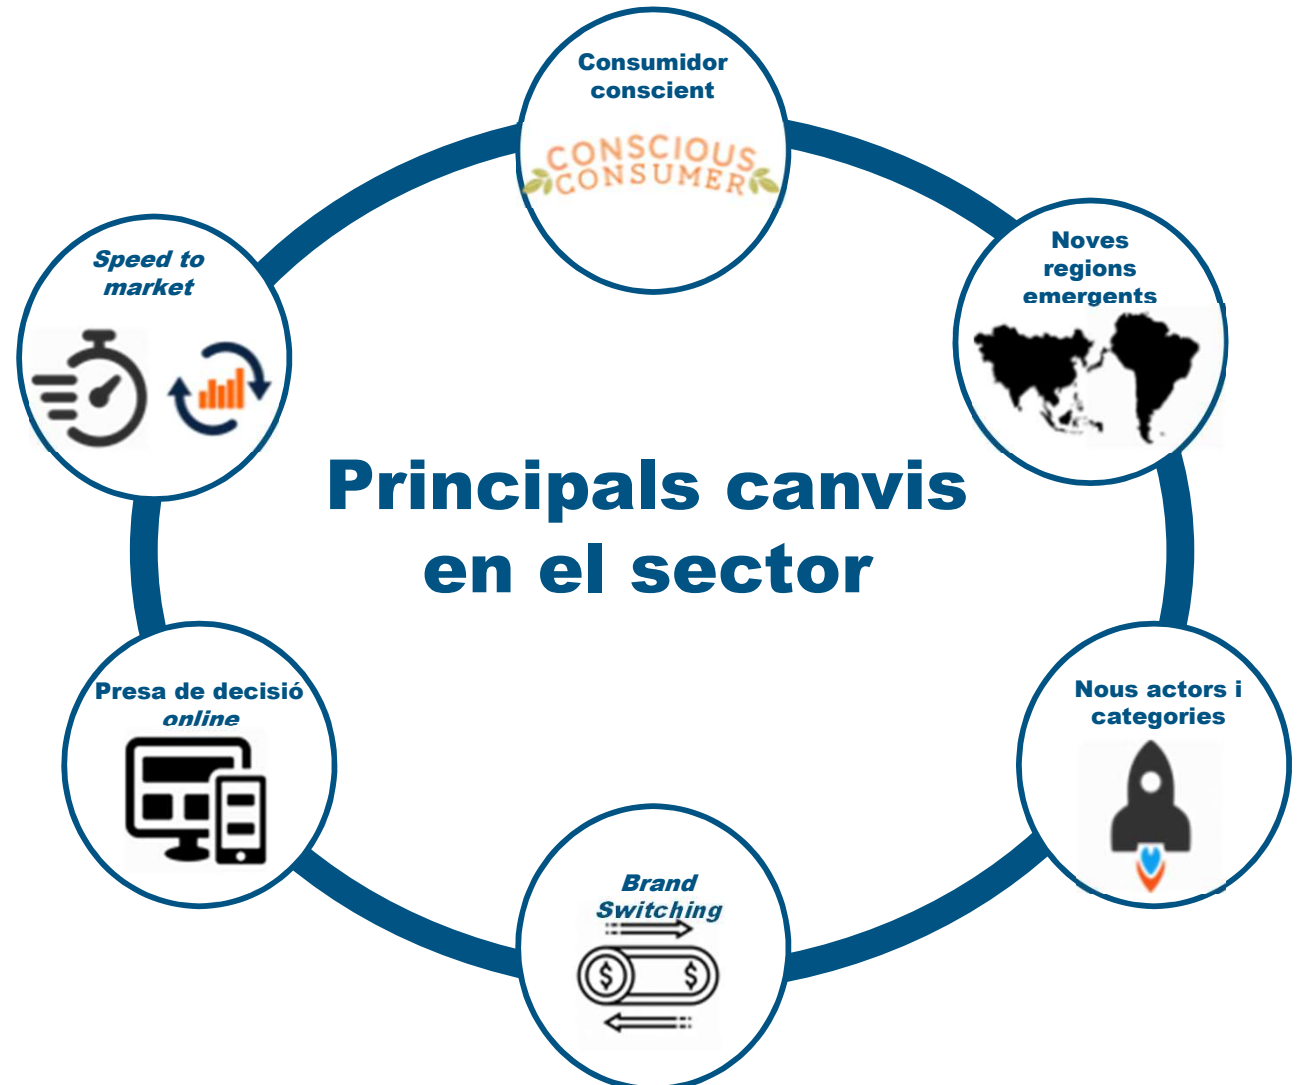 Consumidor
conscient
CONSCIOUS
CONSUMER
Noves
regions
emergents
Speed to
market
Principals canvis
en el sector
Presa de decisió
online
Nous actors i
categories
Brand
Switching
$ $